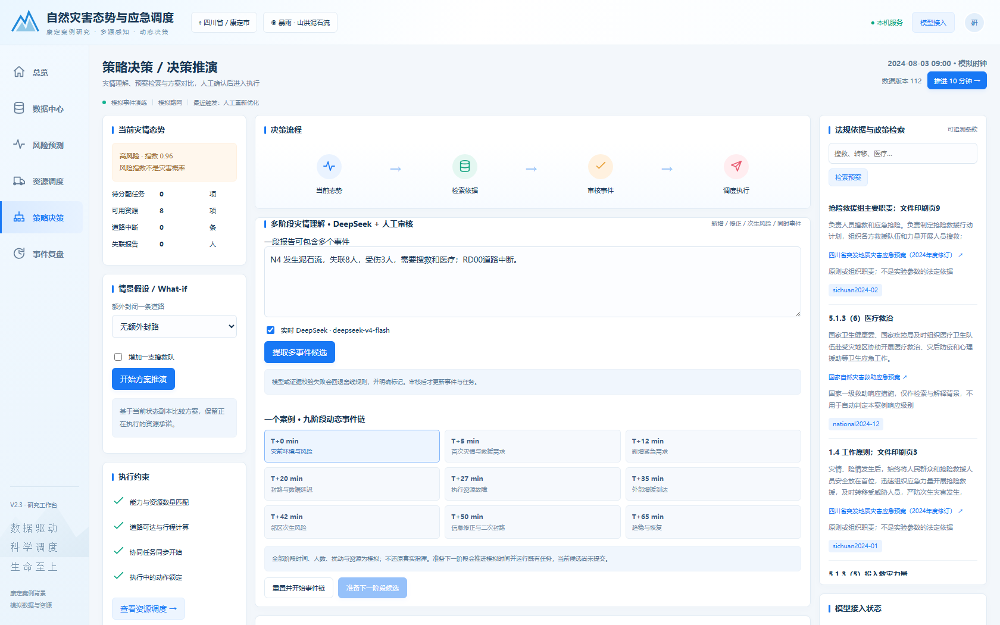 自然灾害态势与应急调度
康定案例研究 · 多源感知 · 动态决策
四川省 / 康定市
◉ 暴雨 · 山洪泥石流
● 本机服务
模型接入
研
总览
数据中心
风险预测
资源调度
策略决策
事件复盘
V2.3 · 研究工作台
数据驱动
科学调度
生命至上
康定案例背景
模拟数据与资源
策略决策 / 决策推演
灾情理解、预案检索与方案对比，人工确认后进入执行
模拟事件演练
模拟路网
最近触发：人工重新优化
2024-08-03 09:00 • 模拟时钟
数据版本 112
推进 10 分钟 →
当前灾情态势
高风险 · 指数 0.96
风险指数不是灾害概率
待分配任务 0 项
可用资源 8 项
道路中断 0 条
失联报告 0 人
情景假设 / What-if
额外封闭一条道路
无额外封路
增加一支搜救队
开始方案推演
基于当前状态副本比较方案，保留正
在执行的资源承诺。
执行约束
能力与资源数量匹配
道路可达与行程计算
协同任务同步开始
执行中的动作锁定
查看资源调度 →
决策流程
当前态势
→
检索依据
→
审核事件
→
调度执行
多阶段灾情理解 • DeepSeek + 人工审核
新增 / 修正 / 次生风险 / 同时事件
一段报告可包含多个事件
N4 发生泥石流，失联8人，受伤3人，需要搜救和医疗；RD00道路中断。
实时 DeepSeek · deepseek-v4-flash
提取多事件候选
模型或证据校验失败会回退离线规则，并明确标记。审核后才更新事件与任务。
一个案例 • 九阶段动态事件链
T+0 min
灾前环境与风险
T+5 min
首次灾情与救援需求
T+12 min
新增紧急需求
T+20 min
封路与数据延迟
T+27 min
执行资源故障
T+35 min
外部增援到达
T+42 min
邻区次生风险
T+50 min
信息修正与二次封路
T+65 min
趋稳与恢复
全部阶段时间、人数、扰动与资源为模拟；不还原真实指挥。准备下一阶段会推进模拟时间并运行既有任务，当前候选尚未提交。
重置并开始事件链
准备下一阶段候选
法规依据与政策检索
可追溯条款
搜救、转移、医疗...
检索预案
抢险救援组主要职责；文件印刷页9
负责人员搜救和应急抢险。负责制定抢险救援行动
计划，组织各方救援队伍和力量开展人员搜救；
四川省突发地质灾害应急预案（2024年度修订） ↗
原则或组织职责；不是实验参数的法定依据
sichuan2024-02
5.1.3（6）医疗救治
国家卫生健康委、国家疾控局及时组织医疗卫生队
伍赴受灾地区协助开展医疗救治、灾后防疫和心理
援助等卫生应急工作。
国家自然灾害救助应急预案 ↗
国家一级救助响应措施，仅作检索与解释背景，不
用于自动判定本案例响应级别
national2024-12
1.4 工作原则；文件印刷页3
灾情、险情发生后，始终将人民群众和抢险救援人
员安全放在首位，迅速组织应急力量开展抢险救
援，及时转移受威胁人员，严防次生灾害发生，
四川省突发地质灾害应急预案（2024年度修订） ↗
原则或组织职责；不是实验参数的法定依据
sichuan2024-01
5.1.3（5）投入救灾力量
模型接入状态